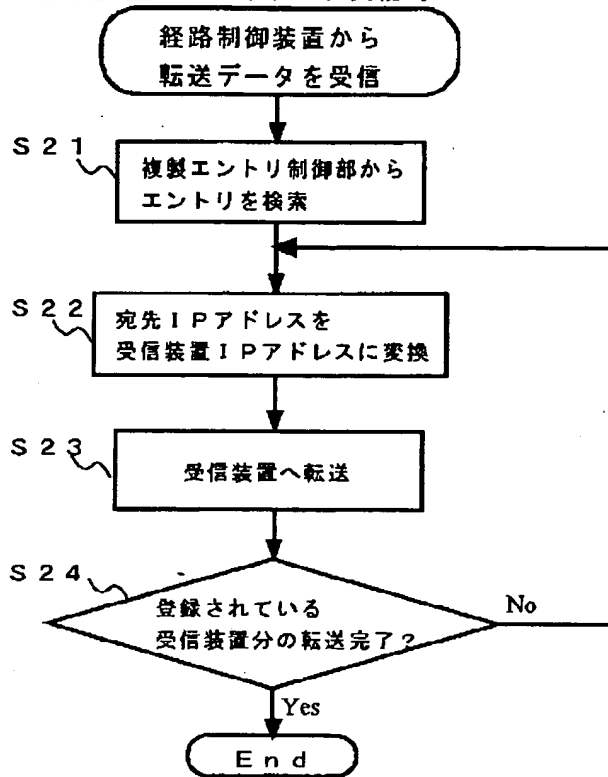 経路制御装置から
転送データを受信
S21
複製エントリ制御部から
エントリを検索
S22
宛先IPアドレスを
受信装置IPアドレスに変換
S23
受信装置へ転送
S24
登録されている
受信装置分の転送完了?
No
Yes
End